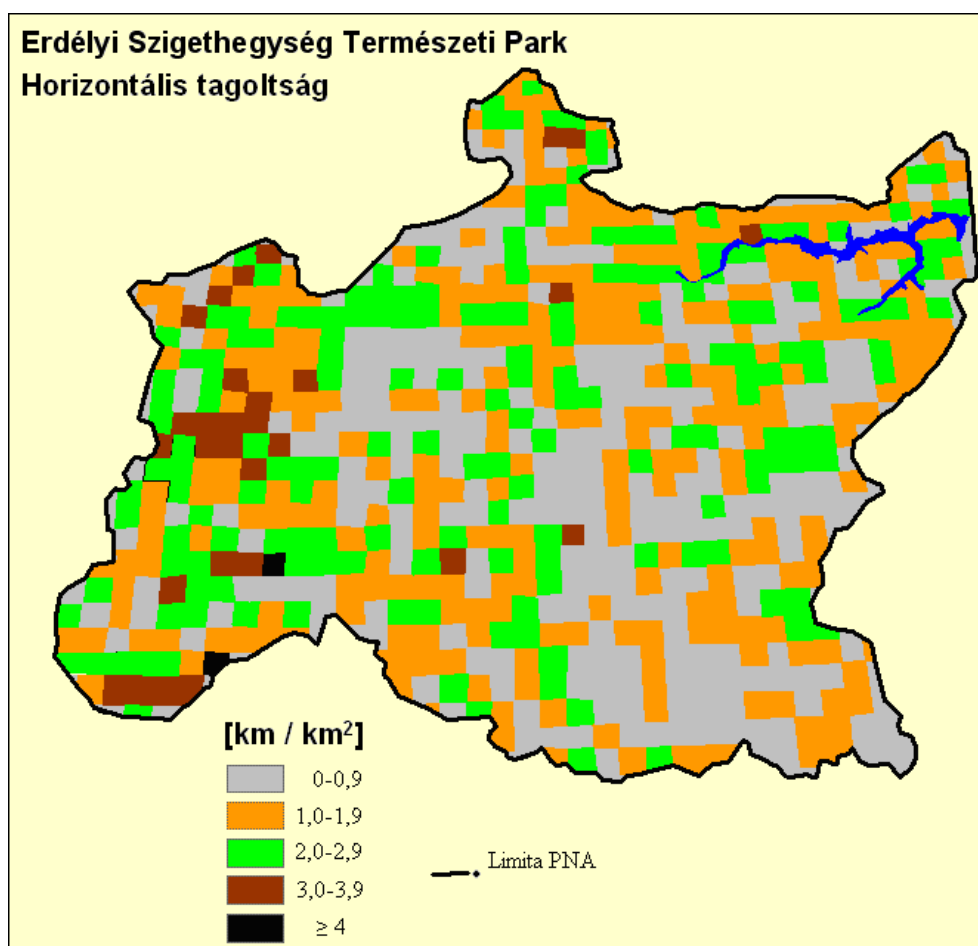 Erdélyi Szigethegység Természeti Park
Horizontális tagoltság
[km / km²]
0-0,9
1,0-1,9
2,0-2,9
3,0-3,9
≥ 4
Limita PNA